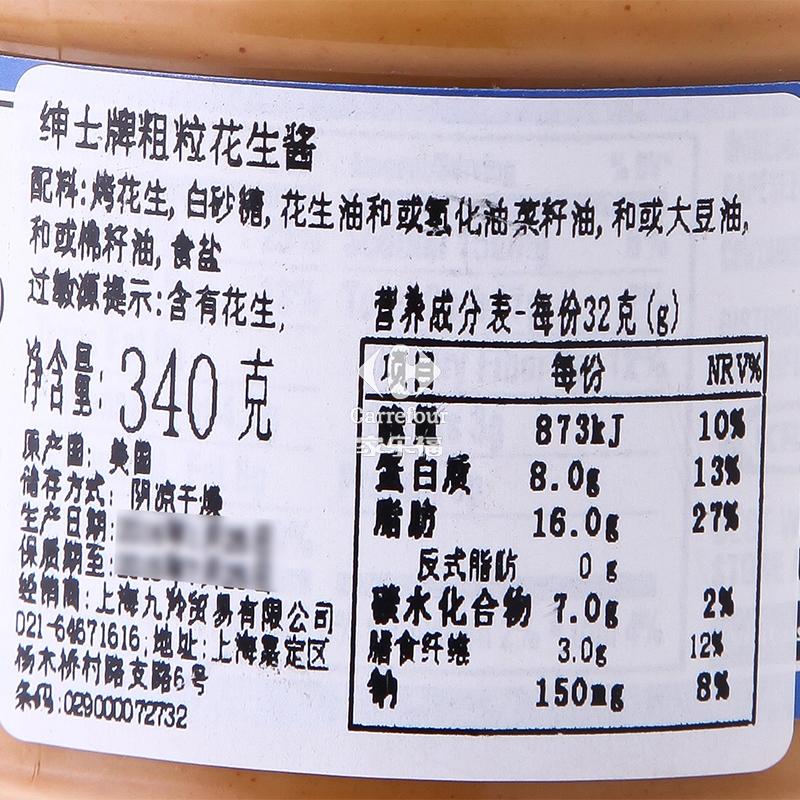 绅士牌粗粒花生酱
配料:烤花生,白砂糖,花生油和或氢化油菜籽油,和或大豆油,
和或棉籽油,食盐
过敏源提示:含有花生,
净含量:340克
原产国:美国
储存方式:阴凉干燥
生产日期:
保质期至:
经销商:上海九羚贸易有限公司
021-64671616;地址:上海嘉定区
杨木桥村路支路6号
条码:029000072732
营养成分表-每份32克(g)
项目 每份 NRV%
873kJ 10%
蛋白质 8.0g 13%
脂肪 16.0g 27%
反式脂肪 0g
碳水化合物 7.0g 2%
膳食纤维 3.0g 12%
钠 150mg 8%
Carrefour
家乐福